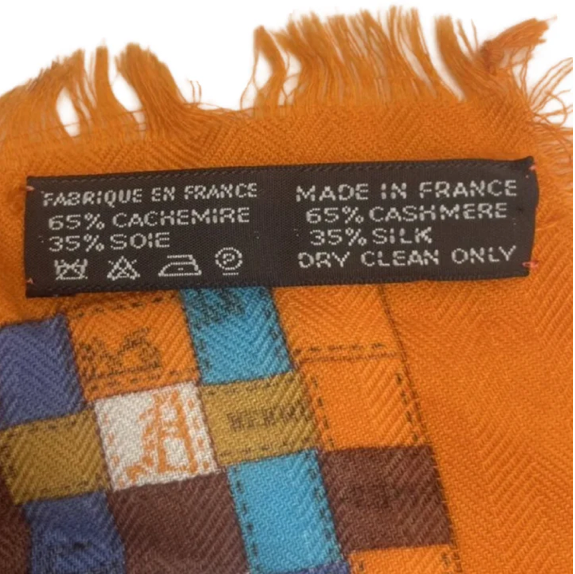 FABRIQUE EN FRANCE
65% CACHEMIRE
35% SOIE
P
MADE IN FRANCE
65% CASHMERE
35% SILK
DRY CLEAN ONLY